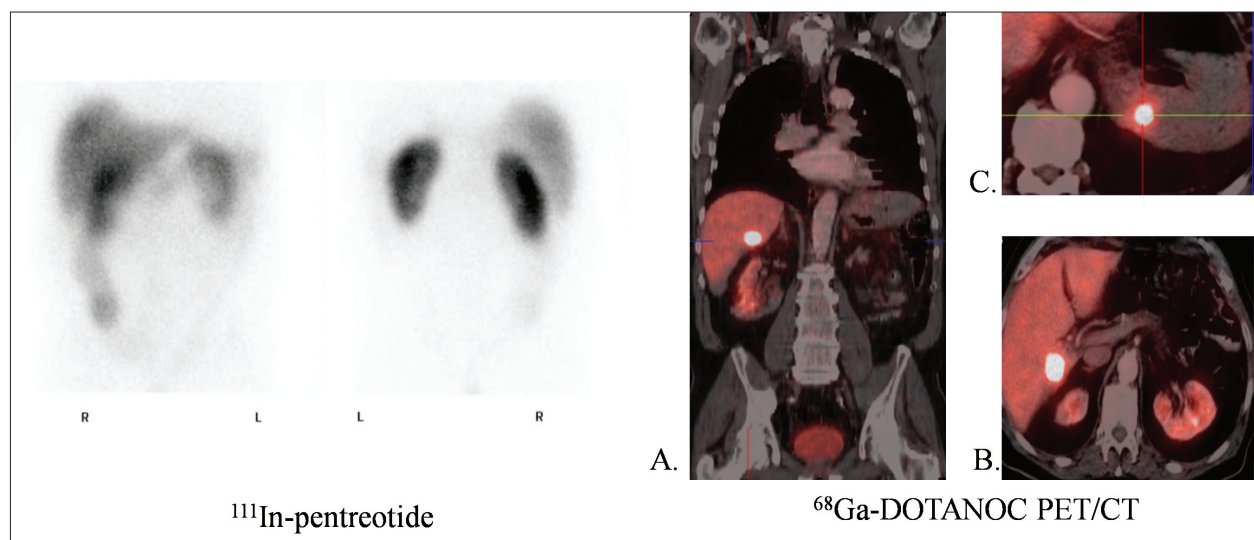 R L L R
A.
C.
B.
¹¹¹In-pentreotide
⁶⁸Ga-DOTANOC PET/CT